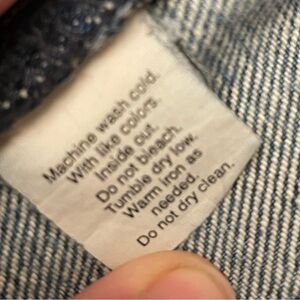 Machine wash cold.
With like colors.
Inside out.
Do not bleach.
Tumble dry low.
Warm iron as
needed.
Do not dry clean.